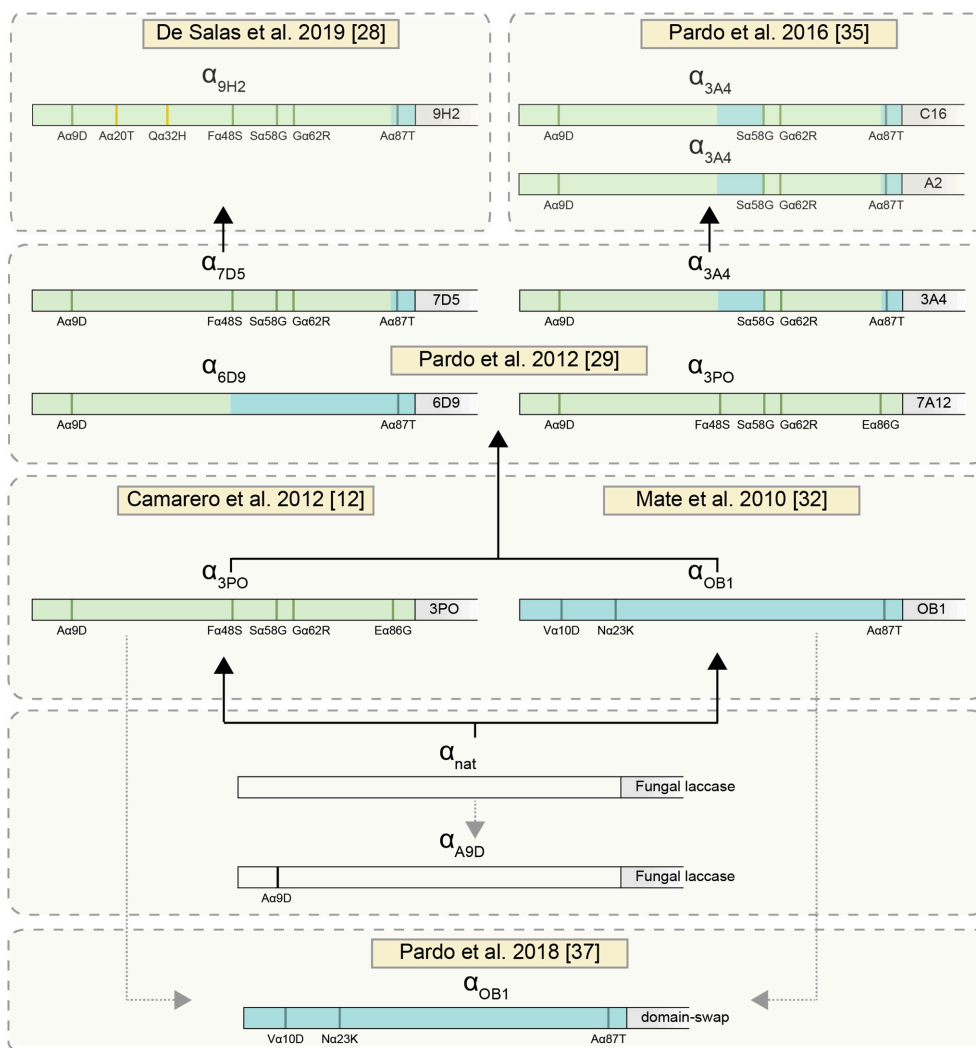 De Salas et al. 2019 [28]
Pardo et al. 2016 [35]
α9H2
9H2
Aα9D Aα20T Qα32H Fα48S Sα58G Gα62R Aα87T
α3A4
C16
Aα9D Sα58G Gα62R Aα87T
α3A4
A2
Aα9D Sα58G Gα62R Aα87T
α7D5
7D5
Aα9D Fα48S Sα58G Gα62R Aα87T
α3A4
3A4
Aα9D Sα58G Gα62R Aα87T
Pardo et al. 2012 [29]
α6D9
6D9
Aα9D Aα87T
α3PO
7A12
Aα9D Fα48S Sα58G Gα62R Eα86G
Camarero et al. 2012 [12]
Mate et al. 2010 [32]
α3PO
3PO
Aα9D Fα48S Sα58G Gα62R Eα86G
αOB1
OB1
Vα10D Nα23K Aα87T
αnat
Fungal laccase
αA9D
Fungal laccase
Aα9D
Pardo et al. 2018 [37]
αOB1
domain-swap
Vα10D Nα23K Aα87T